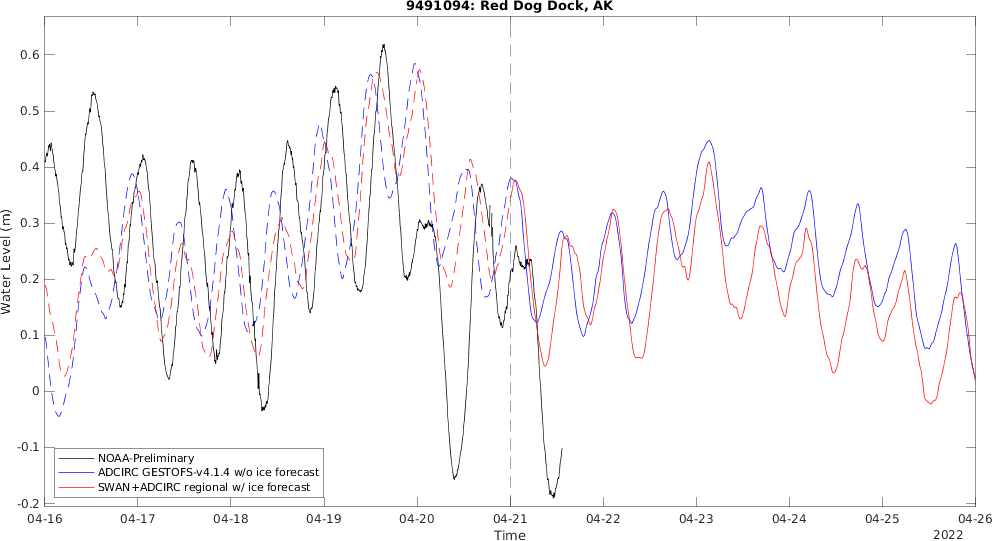 9491094: Red Dog Dock, AK
Water Level (m)
0.6
0.5
0.4
0.3
0.2
0.1
0
-0.1
-0.2
NOAA-Preliminary
ADCIRC GESTOFS-v4.1.4 w/o ice forecast
SWAN+ADCIRC regional w/ ice forecast
04-16 04-17 04-18 04-19 04-20 04-21 04-22 04-23 04-24 04-25 04-26
Time
2022